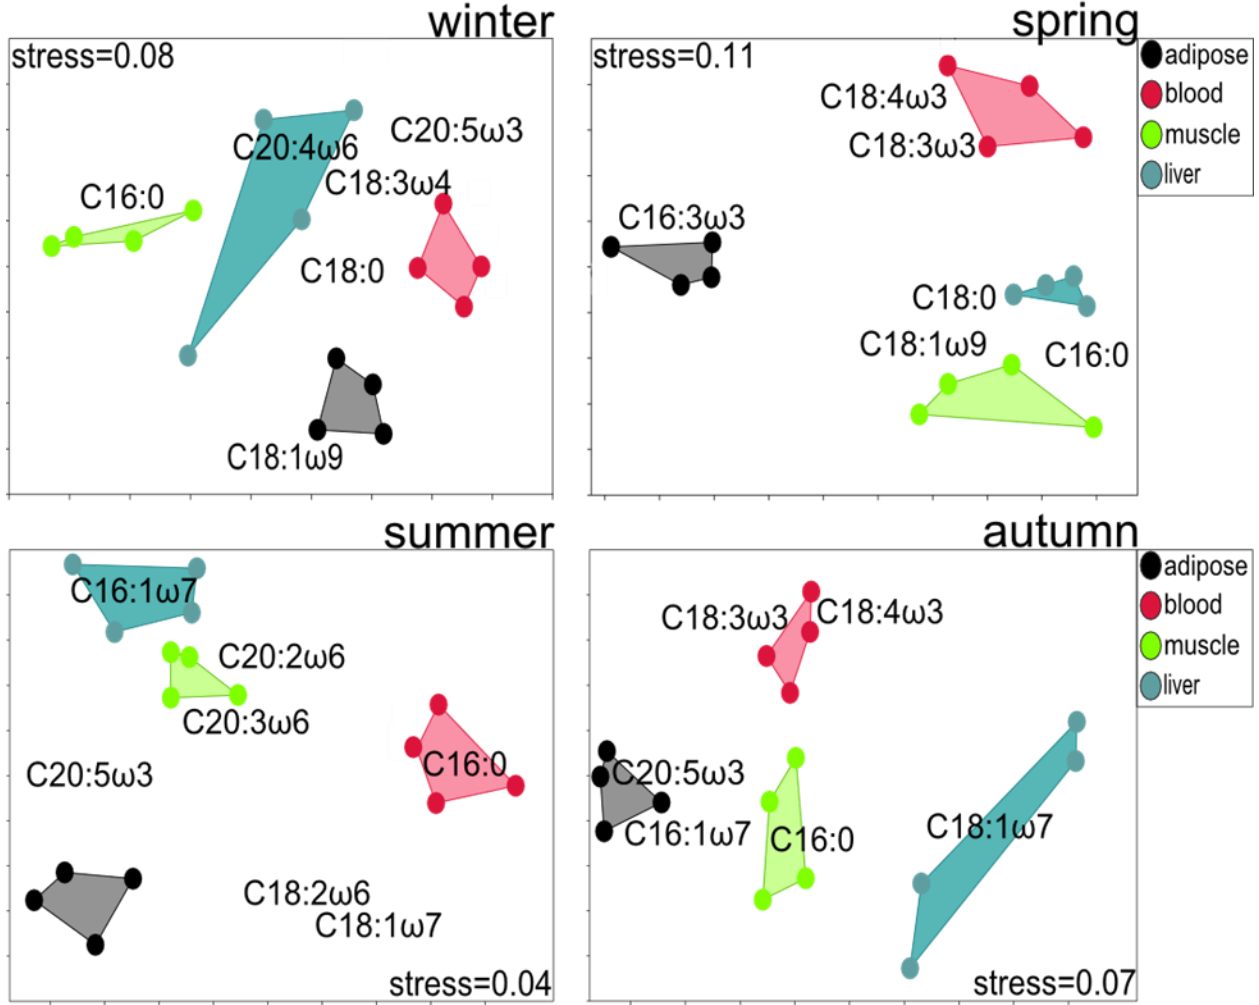 winter
stress=0.08
C20:5ω3
C20:4ω6
C18:3ω4
C16:0
C18:0
C18:1ω9
spring
stress=0.11
C18:4ω3
C18:3ω3
C16:3ω3
C18:0
C18:1ω9
C16:0
adipose
blood
muscle
liver
summer
C16:1ω7
C20:2ω6
C20:3ω6
C16:0
C20:5ω3
C18:2ω6
C18:1ω7
stress=0.04
autumn
C18:3ω3
C18:4ω3
C20:5ω3
C16:1ω7
C16:0
C18:1ω7
stress=0.07
adipose
blood
muscle
liver